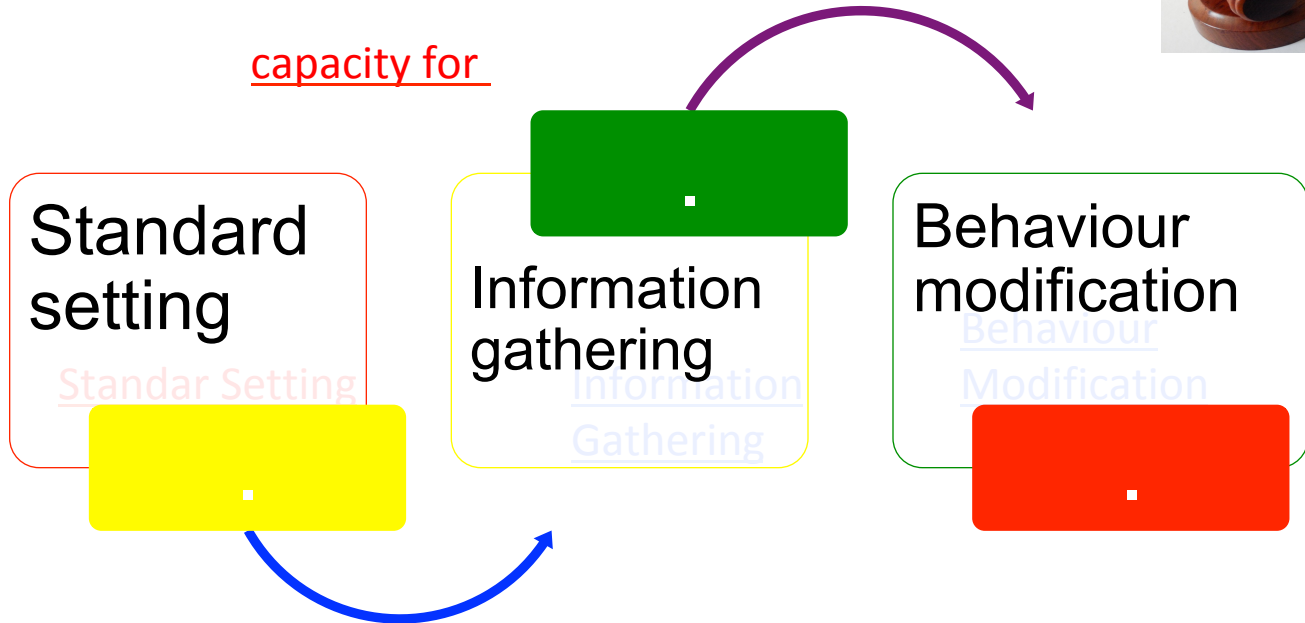 capacity for
Standard
setting
Standar Setting
.
Information
gathering
Information
Gathering
.
Behaviour
modification
Behaviour
Modification
.